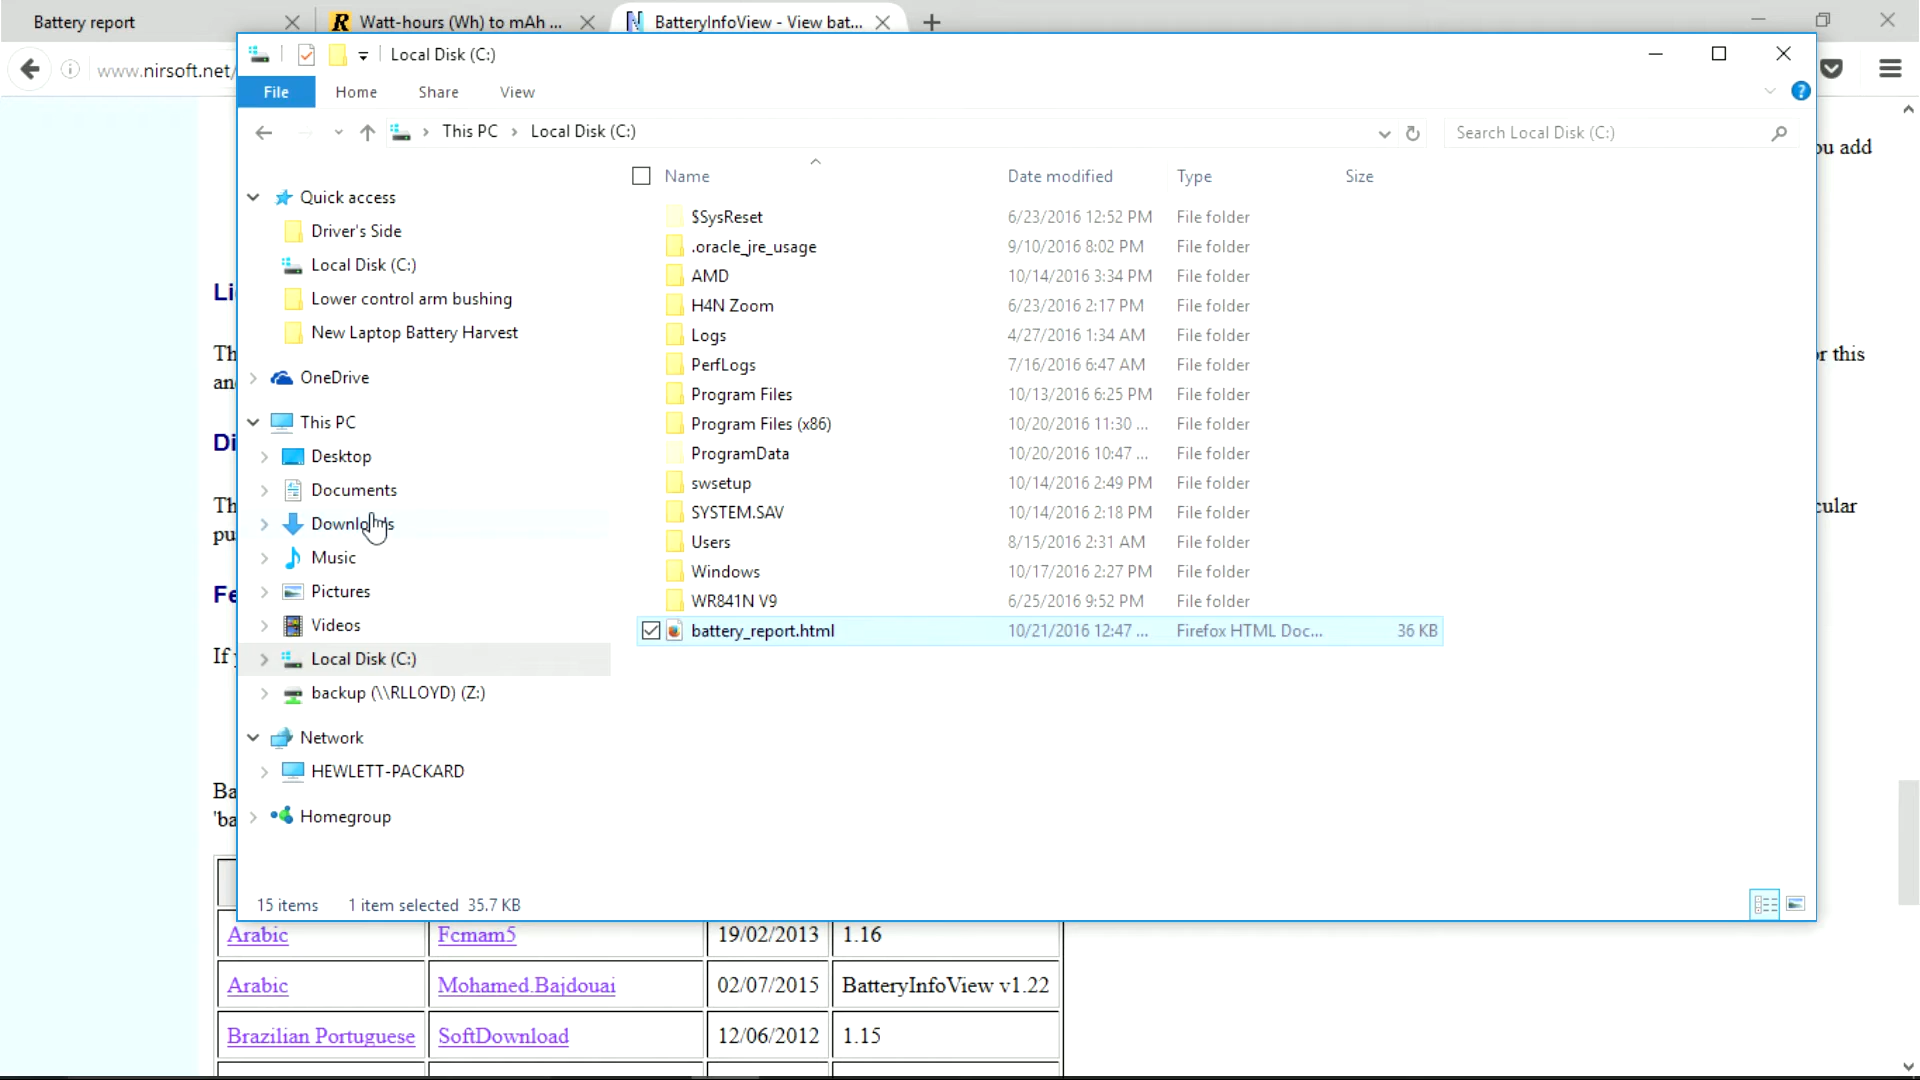 Battery report
Watt-hours (Wh) to mAh ...
BatteryInfoView - View bat...
www.nirsoft.net/
Local Disk (C:)
File Home Share View
This PC Local Disk (C:)
Search Local Disk (C:)
Name Date modified Type Size
Quick access
Driver's Side
Local Disk (C:)
Lower control arm bushing
New Laptop Battery Harvest
OneDrive
This PC
Desktop
Documents
Downloads
Music
Pictures
Videos
Local Disk (C:)
backup (\\RLLOYD) (Z:)
Network
HEWLETT-PACKARD
Homegroup
$SysReset 6/23/2016 12:52 PM File folder
.oracle_jre_usage 9/10/2016 8:02 PM File folder
AMD 10/14/2016 3:34 PM File folder
H4N Zoom 6/23/2016 2:17 PM File folder
Logs 4/27/2016 1:34 AM File folder
PerfLogs 7/16/2016 6:47 AM File folder
Program Files 10/13/2016 6:25 PM File folder
Program Files (x86) 10/20/2016 11:30 ... File folder
ProgramData 10/20/2016 10:47 ... File folder
swsetup 10/14/2016 2:49 PM File folder
SYSTEM.SAV 10/14/2016 2:18 PM File folder
Users 8/15/2016 2:31 AM File folder
Windows 10/17/2016 2:27 PM File folder
WR841N V9 6/25/2016 9:52 PM File folder
battery_report.html 10/21/2016 12:47 ... Firefox HTML Doc... 36 KB
15 items 1 item selected 35.7 KB
ou add
Li
Th
r this
an
Di
Th
cular
pu
Fe
If
Ba
'ba
Arabic Fcmam5 19/02/2013 1.16
Arabic Mohamed.Bajdouai 02/07/2015 BatteryInfoView v1.22
Brazilian Portuguese SoftDownload 12/06/2012 1.15